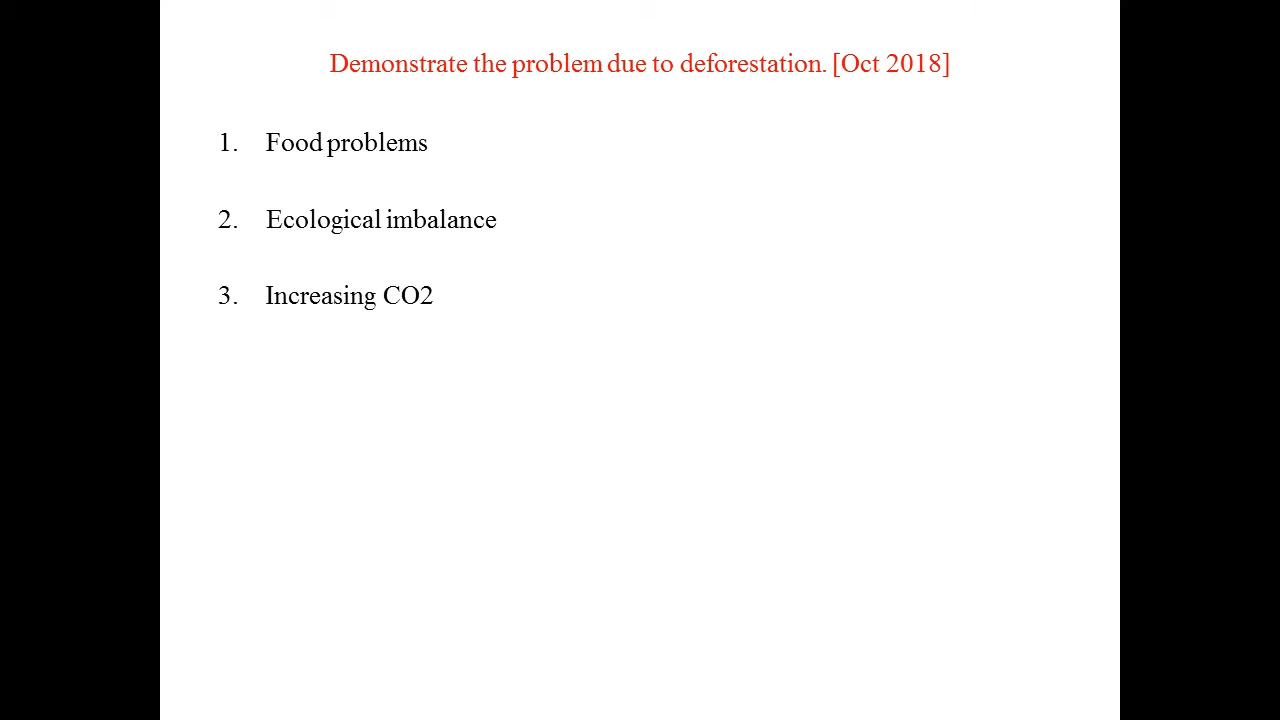 Demonstrate the problem due to deforestation. [Oct 2018]
1. Food problems
2. Ecological imbalance
3. Increasing CO2